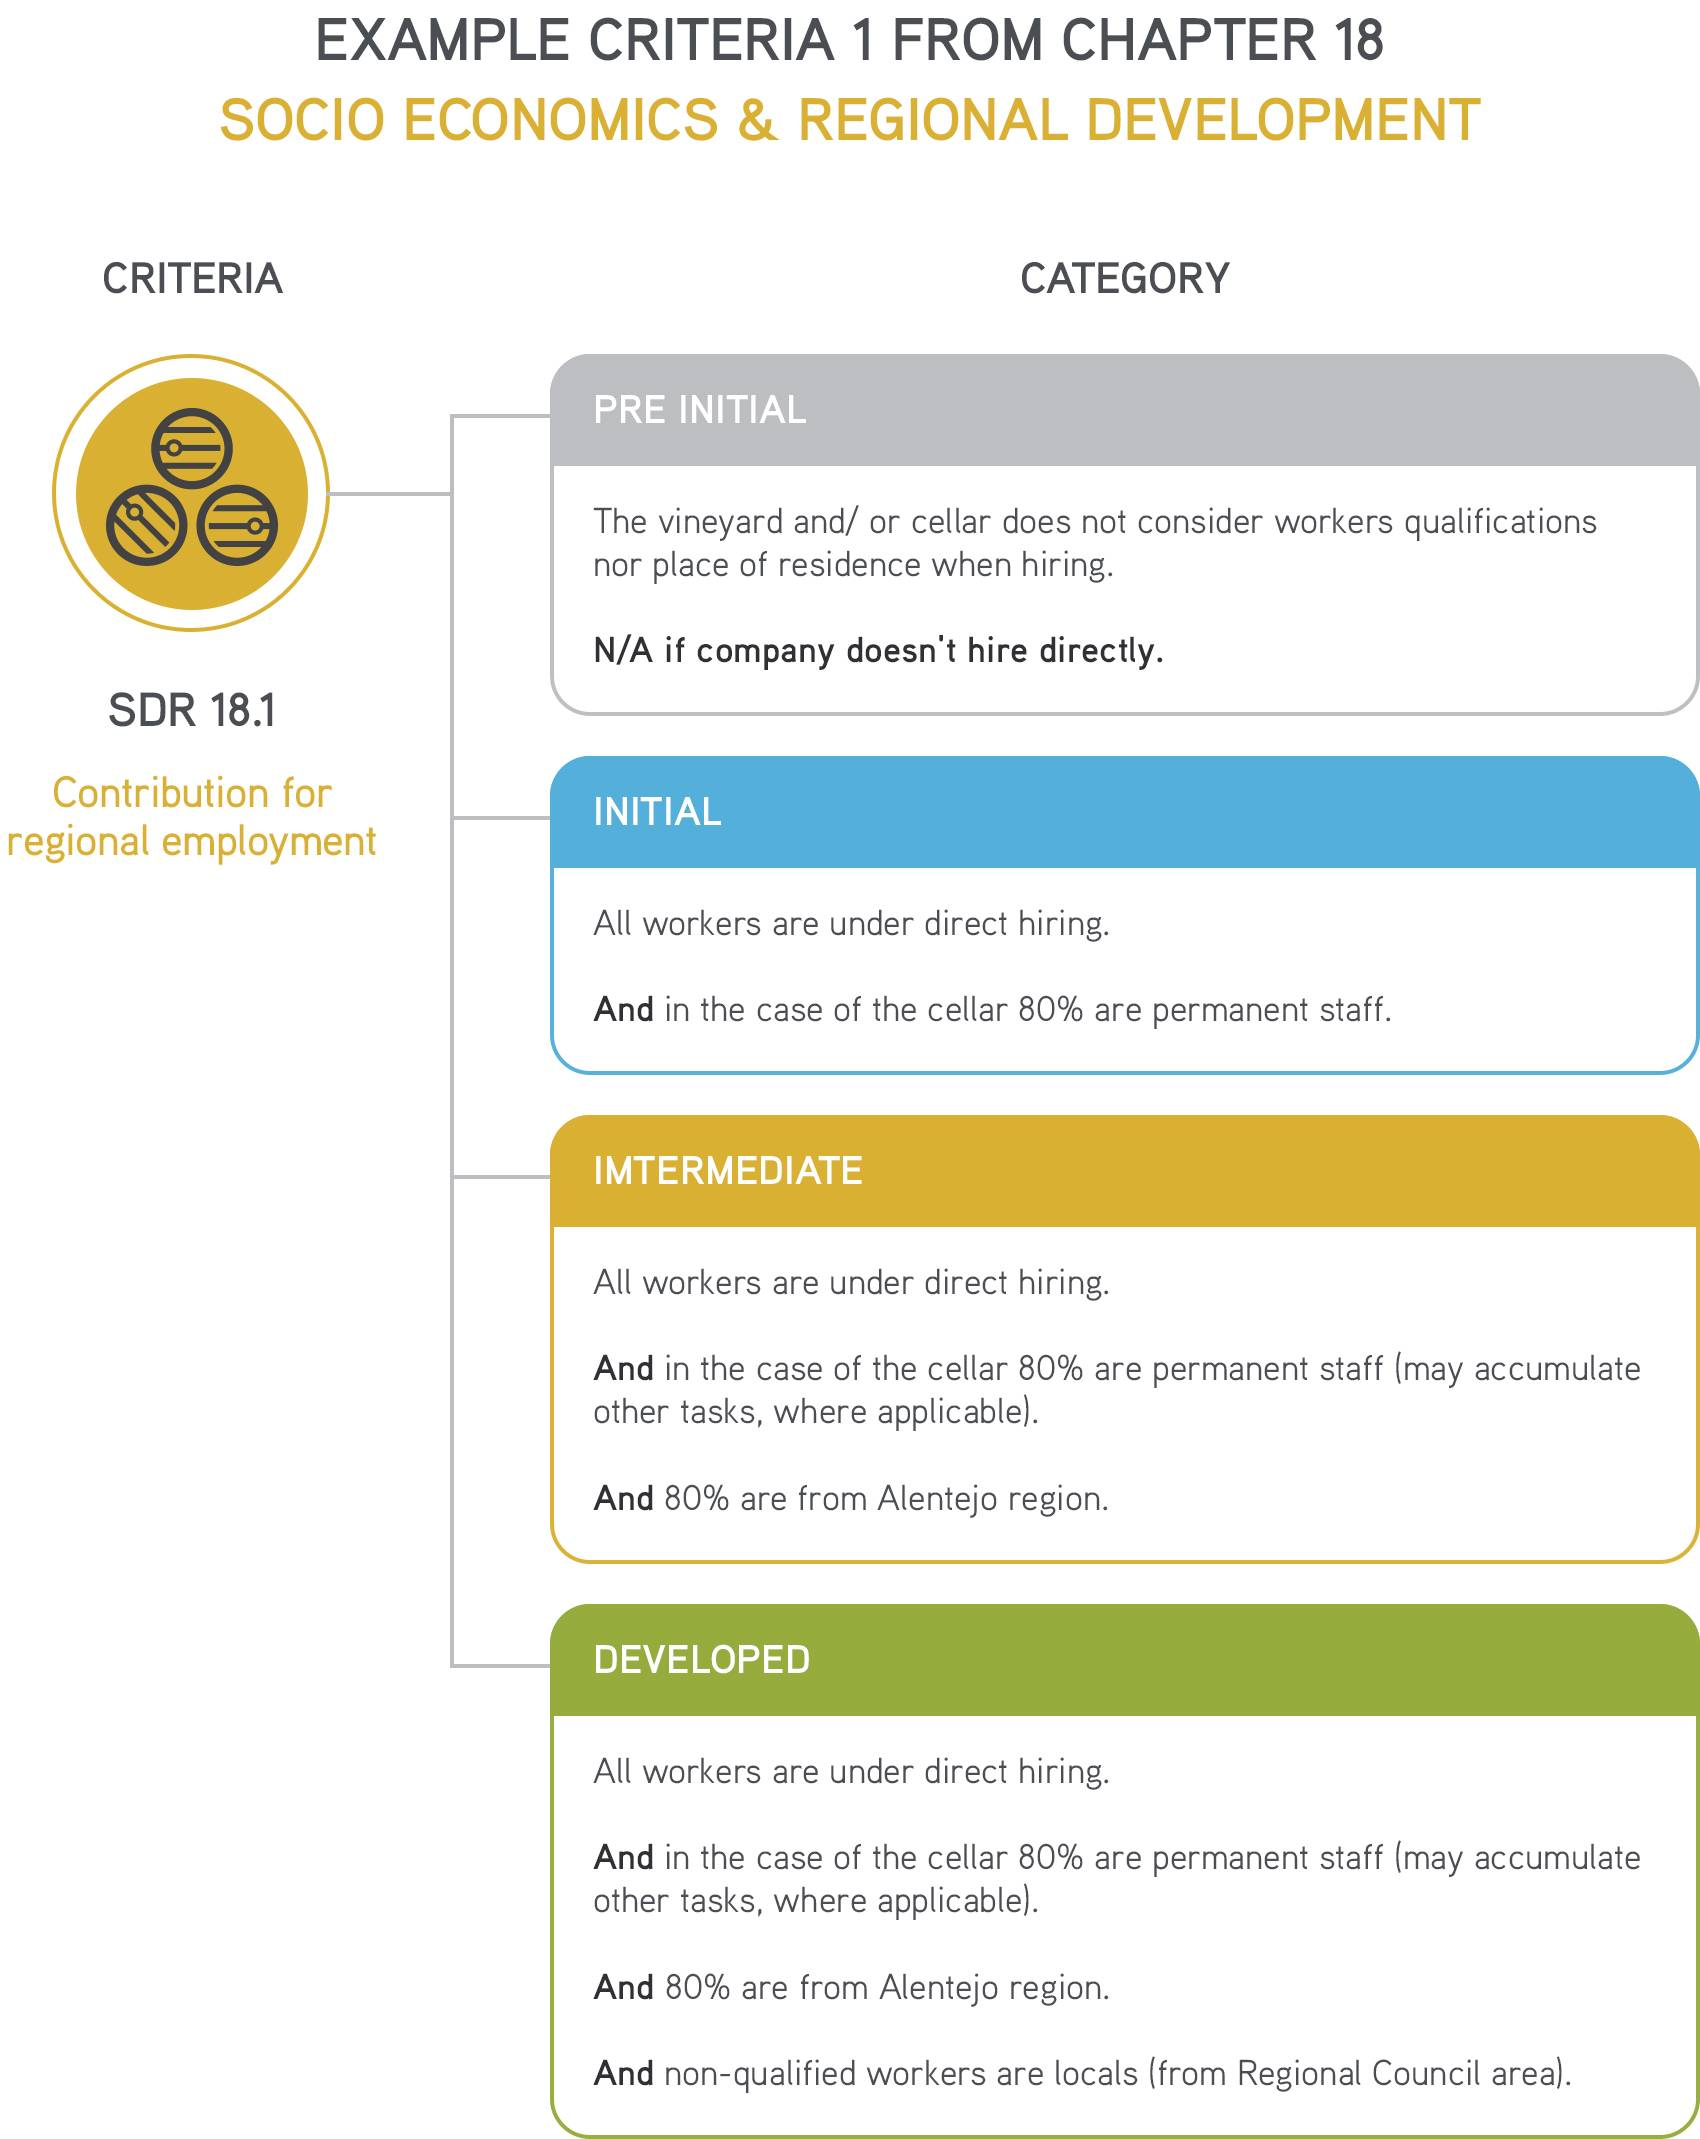 EXAMPLE CRITERIA 1 FROM CHAPTER 18
SOCIO ECONOMICS & REGIONAL DEVELOPMENT
CRITERIA
CATEGORY
SDR 18.1
Contribution for
regional employment
PRE INITIAL
The vineyard and/ or cellar does not consider workers qualifications
nor place of residence when hiring.
N/A if company doesn't hire directly.
INITIAL
All workers are under direct hiring.
And in the case of the cellar 80% are permanent staff.
IMTERMEDIATE
All workers are under direct hiring.
And in the case of the cellar 80% are permanent staff (may accumulate
other tasks, where applicable).
And 80% are from Alentejo region.
DEVELOPED
All workers are under direct hiring.
And in the case of the cellar 80% are permanent staff (may accumulate
other tasks, where applicable).
And 80% are from Alentejo region.
And non-qualified workers are locals (from Regional Council area).